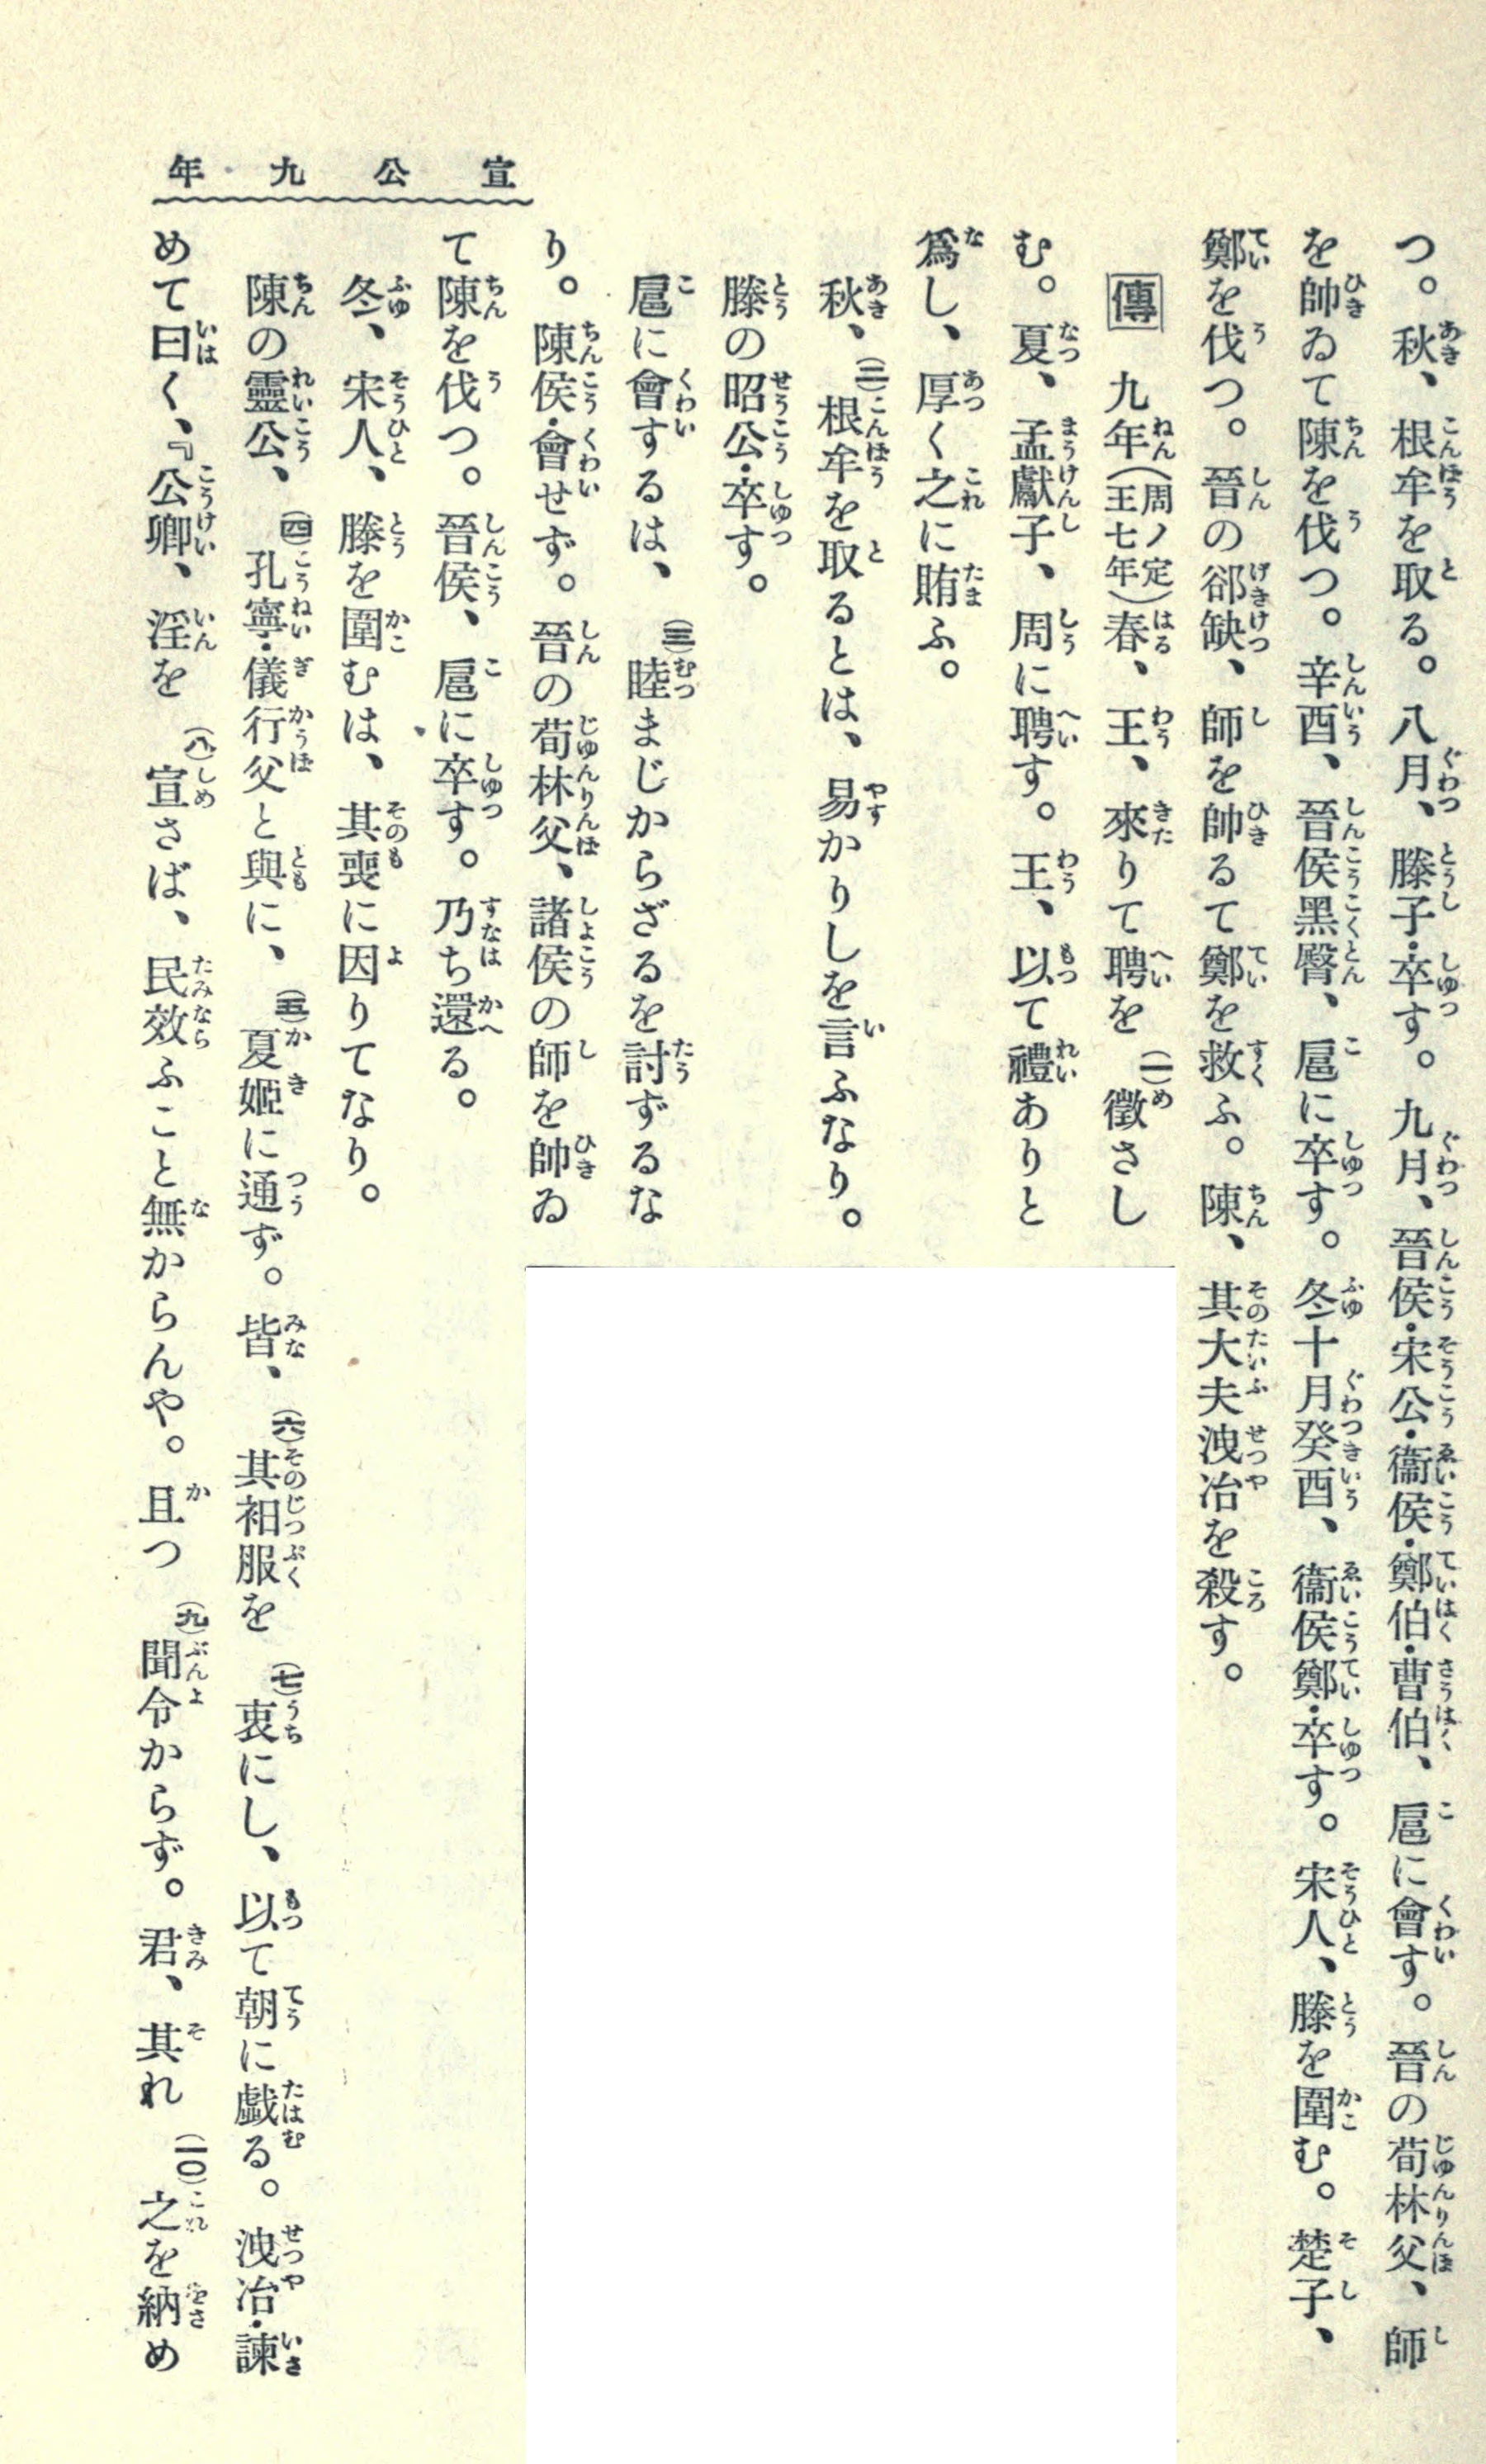 宣公九年
つ。秋、根牟を取る。八月、滕子・卒す。九月、晉侯・宋公・衞侯・鄭伯・曹伯、扈に會す。晉の荀林父、師
を帥ゐて陳を伐つ。辛酉、晉侯黑臀、扈に卒す。冬十月癸酉、衞侯鄭・卒す。宋人、滕を圍む。楚子、
鄭を伐つ。晉の郤缺、師を帥ゐて鄭を救ふ。陳、其大夫洩冶を殺す。
傳 九年(周ノ定王七年)春、王、來りて聘を(一)徵さし
む。夏、孟獻子、周に聘す。王、以て禮ありと
爲し、厚く之に賄ふ。
秋、(二)根牟を取るとは、易かりしを言ふなり。
滕の昭公・卒す。
扈に會するは、(三)睦まじからざるを討ずるな
り。陳侯・會せず。晉の荀林父、諸侯の師を帥ゐ
て陳を伐つ。晉侯、扈に卒す。乃ち還る。
冬、宋人、滕を圍むは、其喪に因りてなり。
陳の靈公、(四)孔寧・儀行父と與に、(五)夏姬に通ず。皆、(六)其衵服を(七)衷にし、以て朝に戲る。洩冶・諫
めて曰く、『公卿、淫を(八)宣さば、民效ふこと無からんや。且つ(九)聞令からず。君、其れ(一〇)之を納め